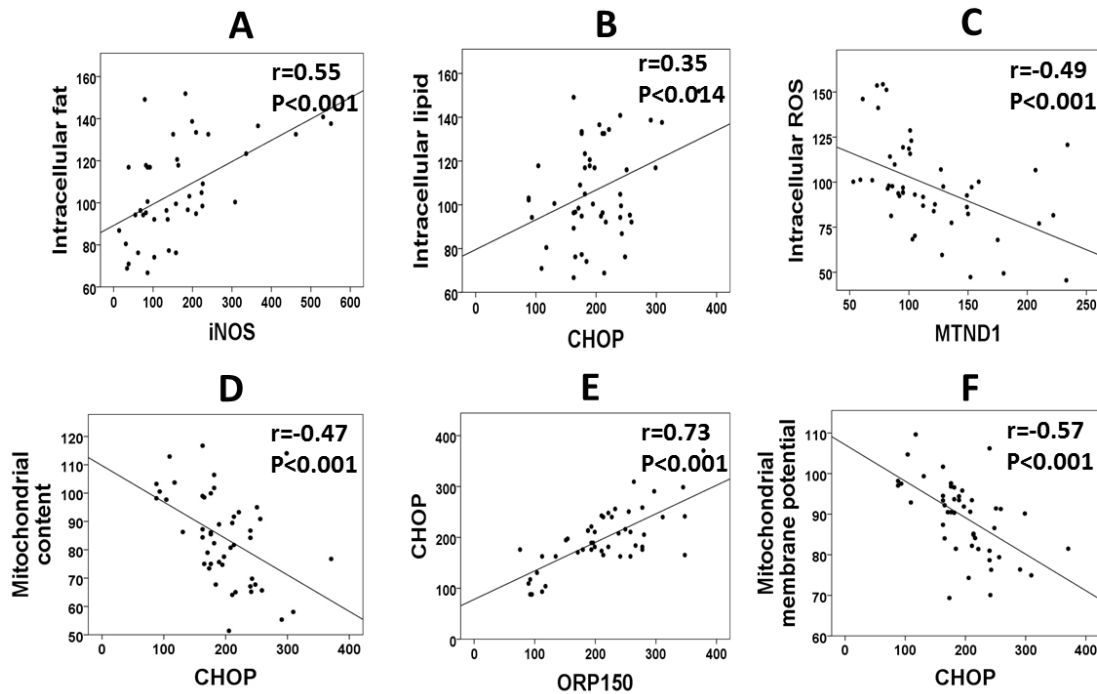 A
r=0.55
P<0.001
Intracellular fat
160
140
120
100
80
60
0 100 200 300 400 500 600
iNOS
B
r=0.35
P<0.014
Intracellular lipid
160
140
120
100
80
60
0 100 200 300 400
CHOP
C
r=-0.49
P<0.001
Intracellular ROS
150
125
100
75
50
50 100 150 200 250
MTND1
D
r=-0.47
P<0.001
Mitochondrial
content
120
110
100
90
80
70
60
50
0 100 200 300 400
CHOP
E
r=0.73
P<0.001
CHOP
400
300
200
100
0
0 100 200 300 400
ORP150
F
r=-0.57
P<0.001
Mitochondrial
membrane potential
110
100
90
80
70
60
0 100 200 300 400
CHOP